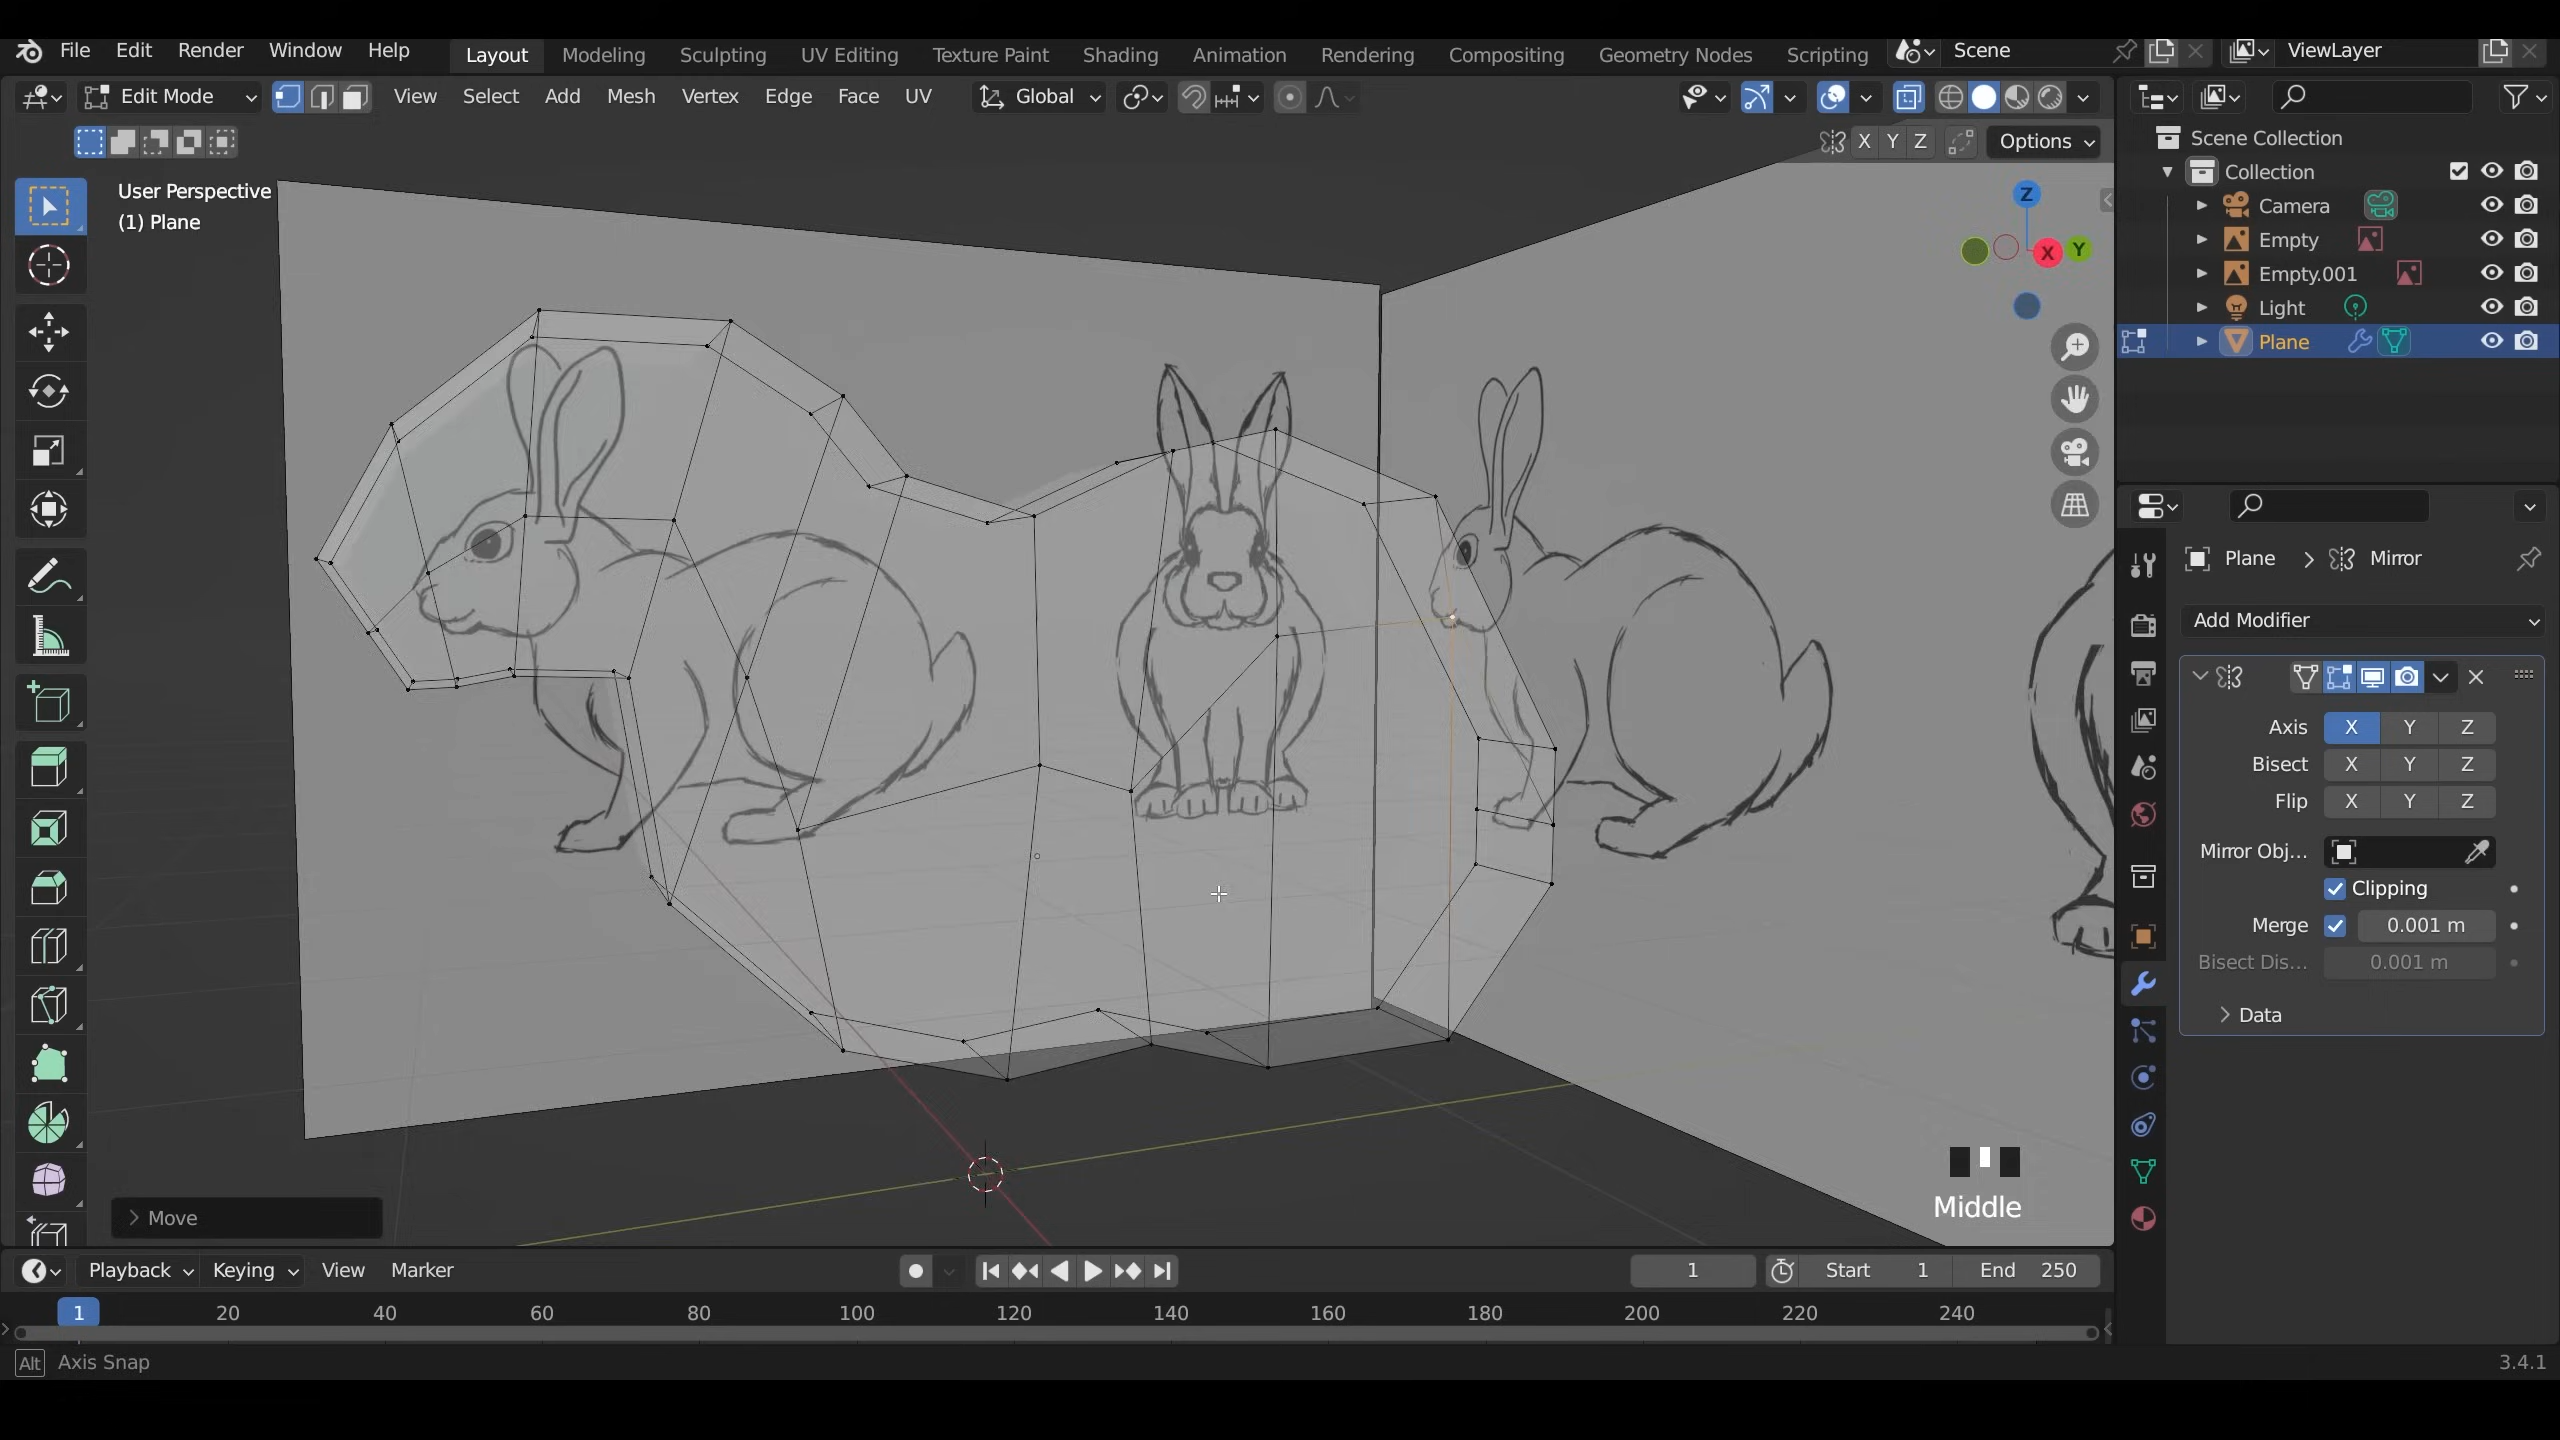 File Edit Render Window Help Layout Modeling Sculpting UV Editing Texture Paint Shading Animation Rendering Compositing Geometry Nodes Scripting Scene ViewLayer
Edit Mode View Select Add Mesh Vertex Edge Face UV Global
X Y Z Options
User Perspective
(1) Plane
Z
X
Y
Scene Collection
Collection
Camera
Empty
Empty.001
Light
Plane
Plane > Mirror
Add Modifier
Axis X Y Z
Bisect X Y Z
Flip X Y Z
Mirror Obj...
Clipping
Merge 0.001 m
Bisect Dis... 0.001 m
Data
Middle
Move
Playback Keying View Marker 1 Start 1 End 250
1 20 40 60 80 100 120 140 160 180 200 220 240
Alt Axis Snap 3.4.1